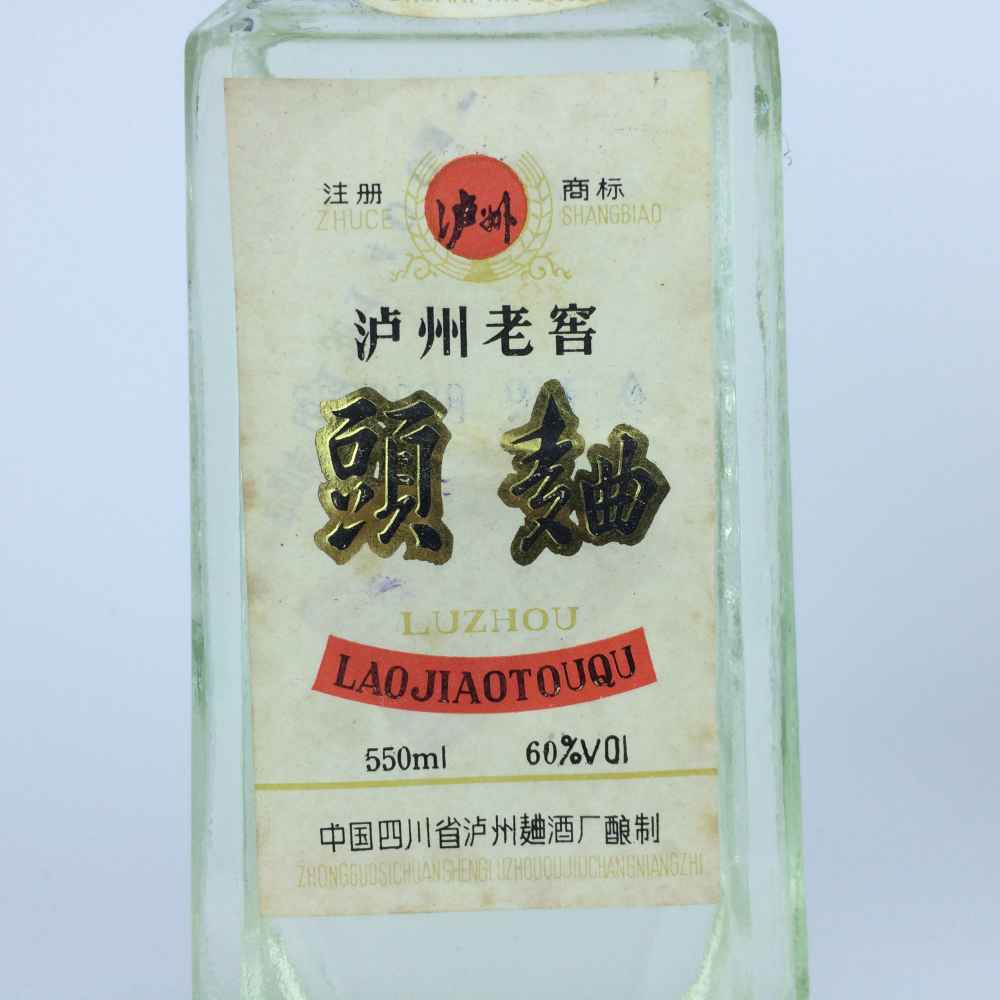 注册 泸州 商标
ZHUCE SHANGBIAO
泸州老窖
頭麯
LUZHOU
LAOJIAOTOUQU
550ml 60%VOl
中国四川省泸州麯酒厂酿制
ZHONGGUOSICHUANSHENGLUZHOUQUJIUCHANGNIANGZHI